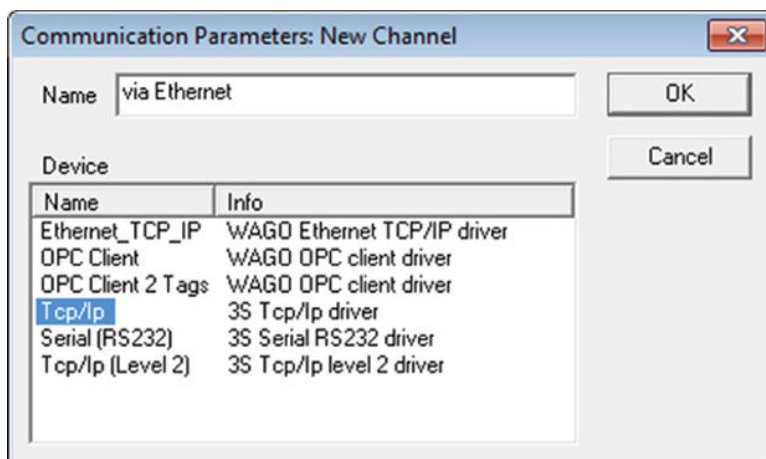 Communication Parameters: New Channel
Name via Ethernet OK
Cancel
Device
Name Info
Ethernet_TCP_IP WAGO Ethernet TCP/IP driver
OPC Client WAGO OPC client driver
OPC Client 2 Tags WAGO OPC client driver
Tcp/Ip 3S Tcp/Ip driver
Serial (RS232) 3S Serial RS232 driver
Tcp/Ip (Level 2) 3S Tcp/Ip level 2 driver